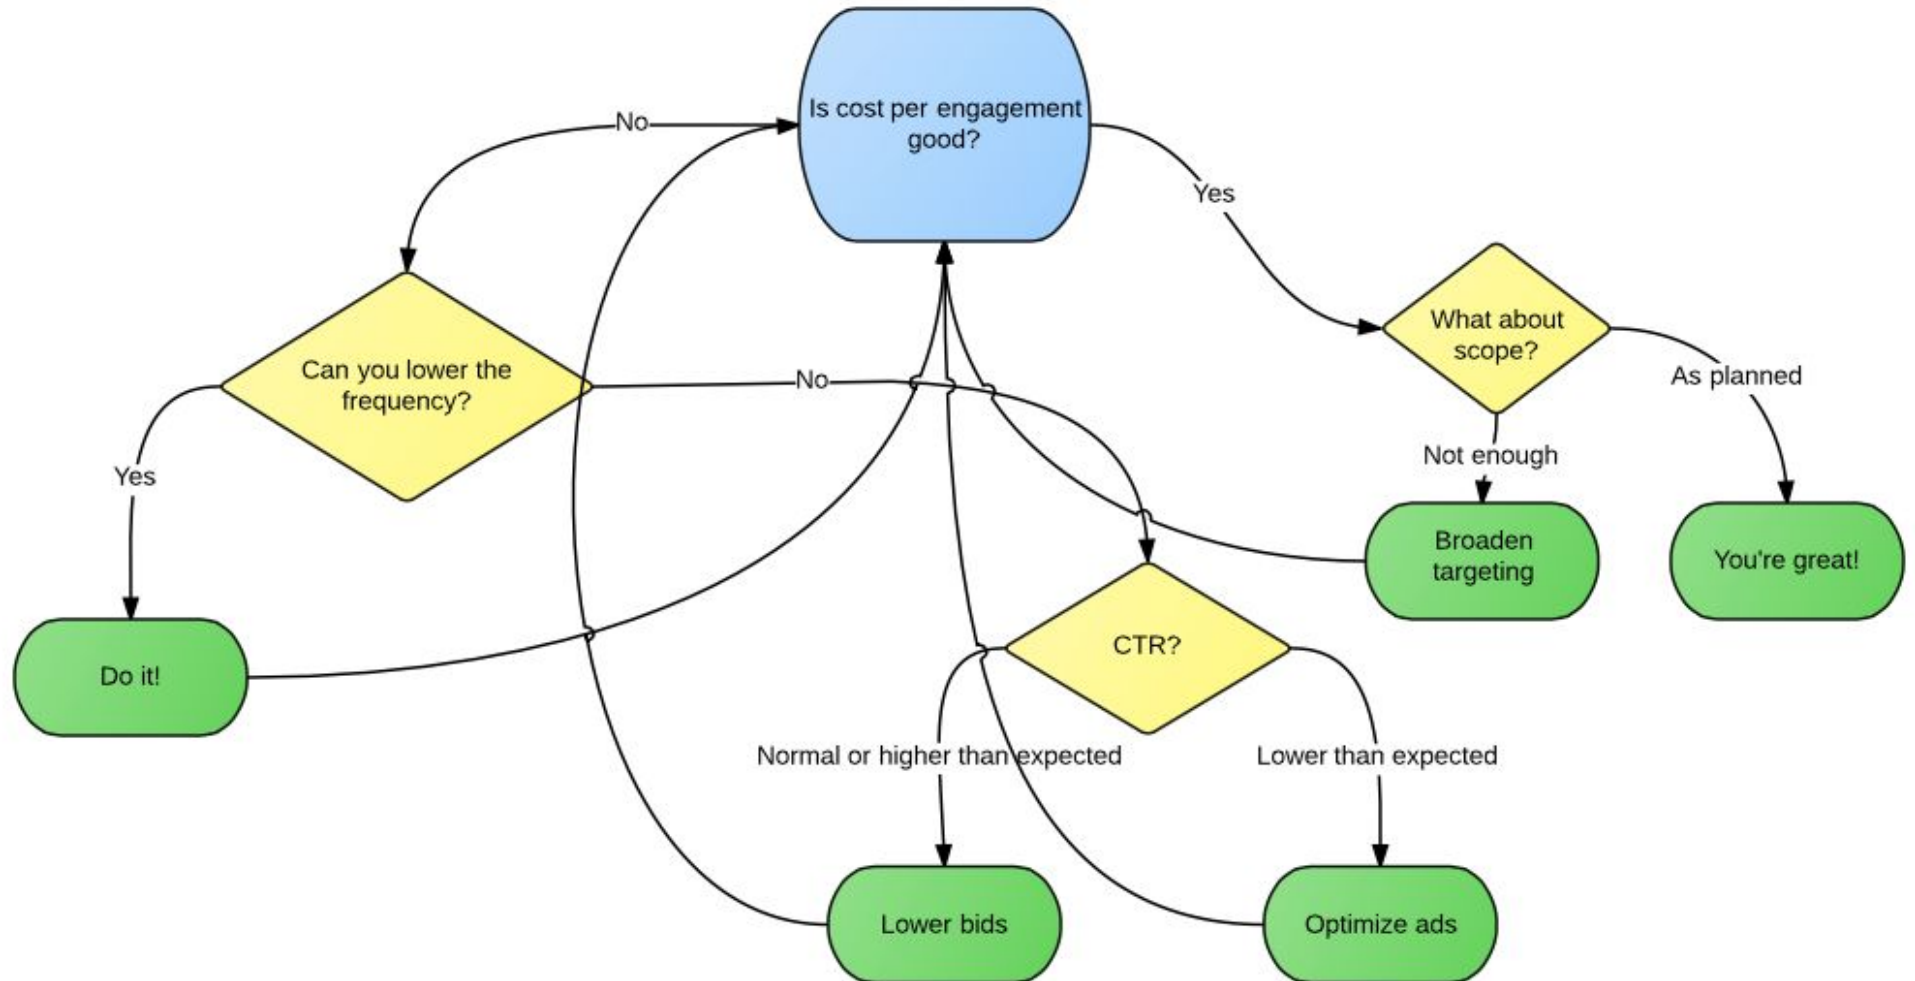 Is cost per engagement
good?
No
Yes
What about
scope?
Can you lower the
frequency?
No
As planned
Not enough
Yes
Broaden
targeting
You're great!
CTR?
Do it!
Normal or higher than expected
Lower than expected
Lower bids
Optimize ads